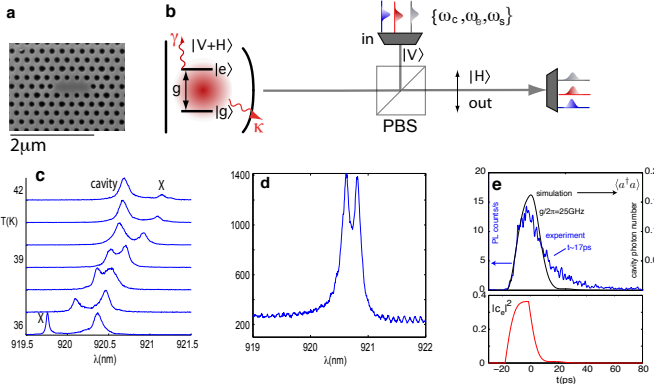 a
2μm
b
γ
|V+H⟩
|e⟩
g
|g⟩
κ
in
{ω_c,ω_e,ω_s}
|V⟩
|H⟩
out
PBS
c
cavity
X
42
T(K)
39
36
X
919.5 920 920.5 921 921.5
λ(nm)
d
1400
1000
600
200
919 920 921 922
λ(nm)
e
⟨a†a⟩
20
15
10
5
0
PL counts/s
simulation
g/2π=25GHz
experiment
t~17ps
0.2
0.1
0.0
cavity photon number
0.4
0.2
0
|c_e|²
−20 0 20 40 60 80
t(ps)